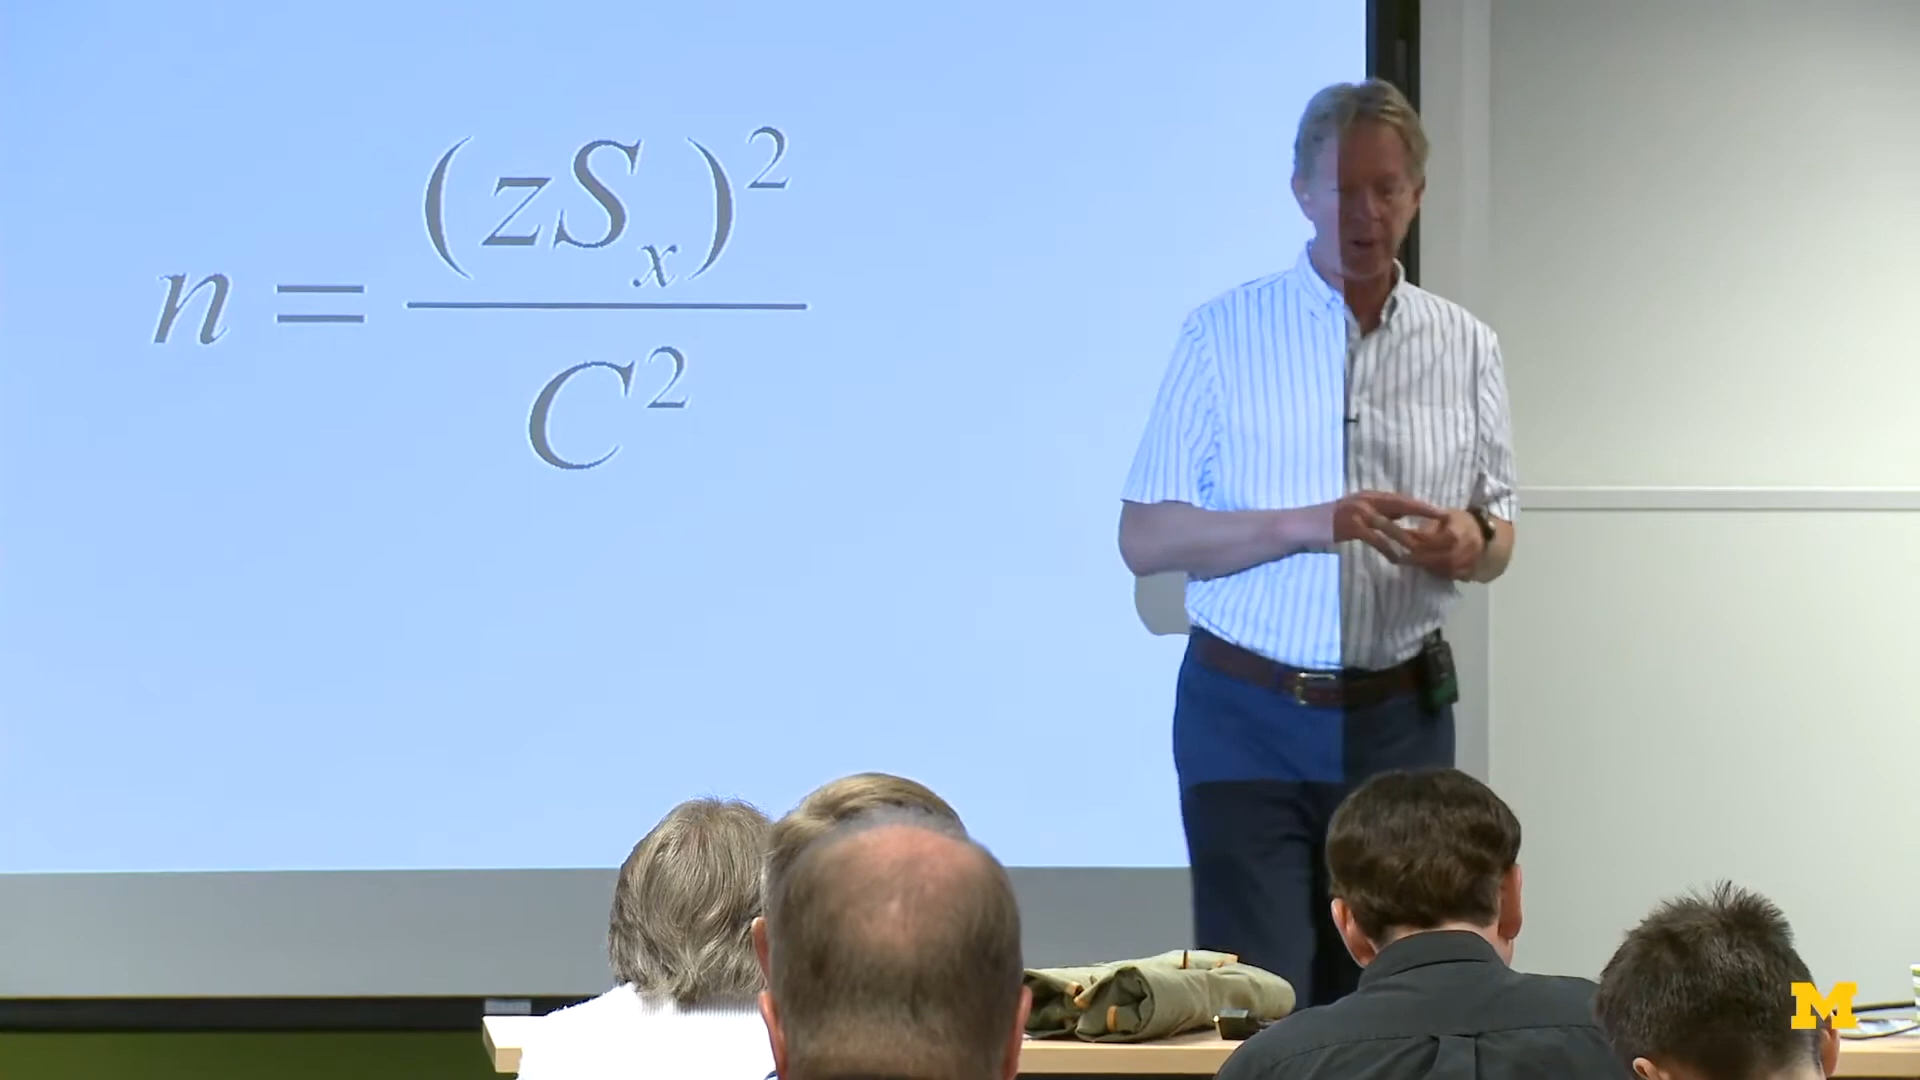 n = (zSₓ)² / C²
M